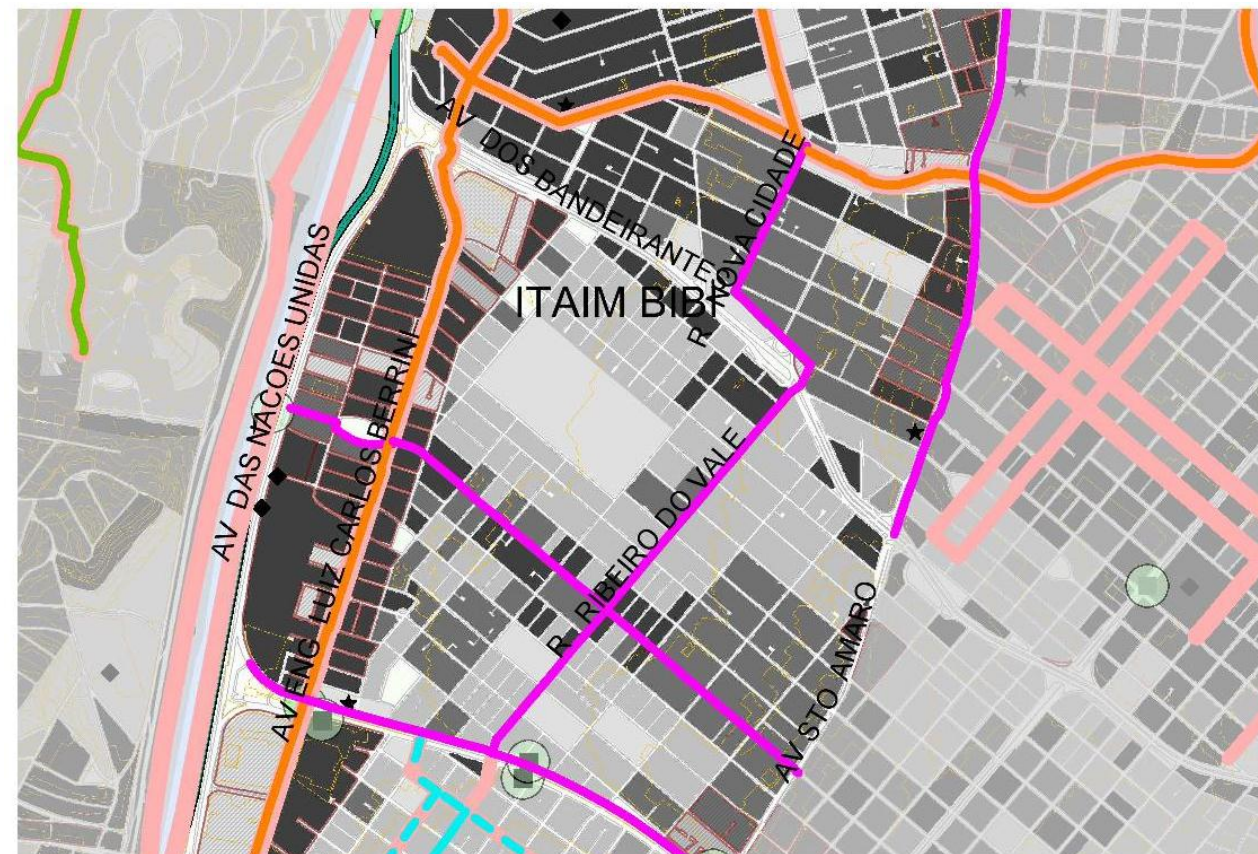 AV DOS BANDEIRANTES
R NOVA CIDADE
ITAIM BIBI
AV DAS NACOES UNIDAS
AV ENG LUIZ CARLOS BERRINI
R RIBEIRO DO VALE
AV STO AMARO